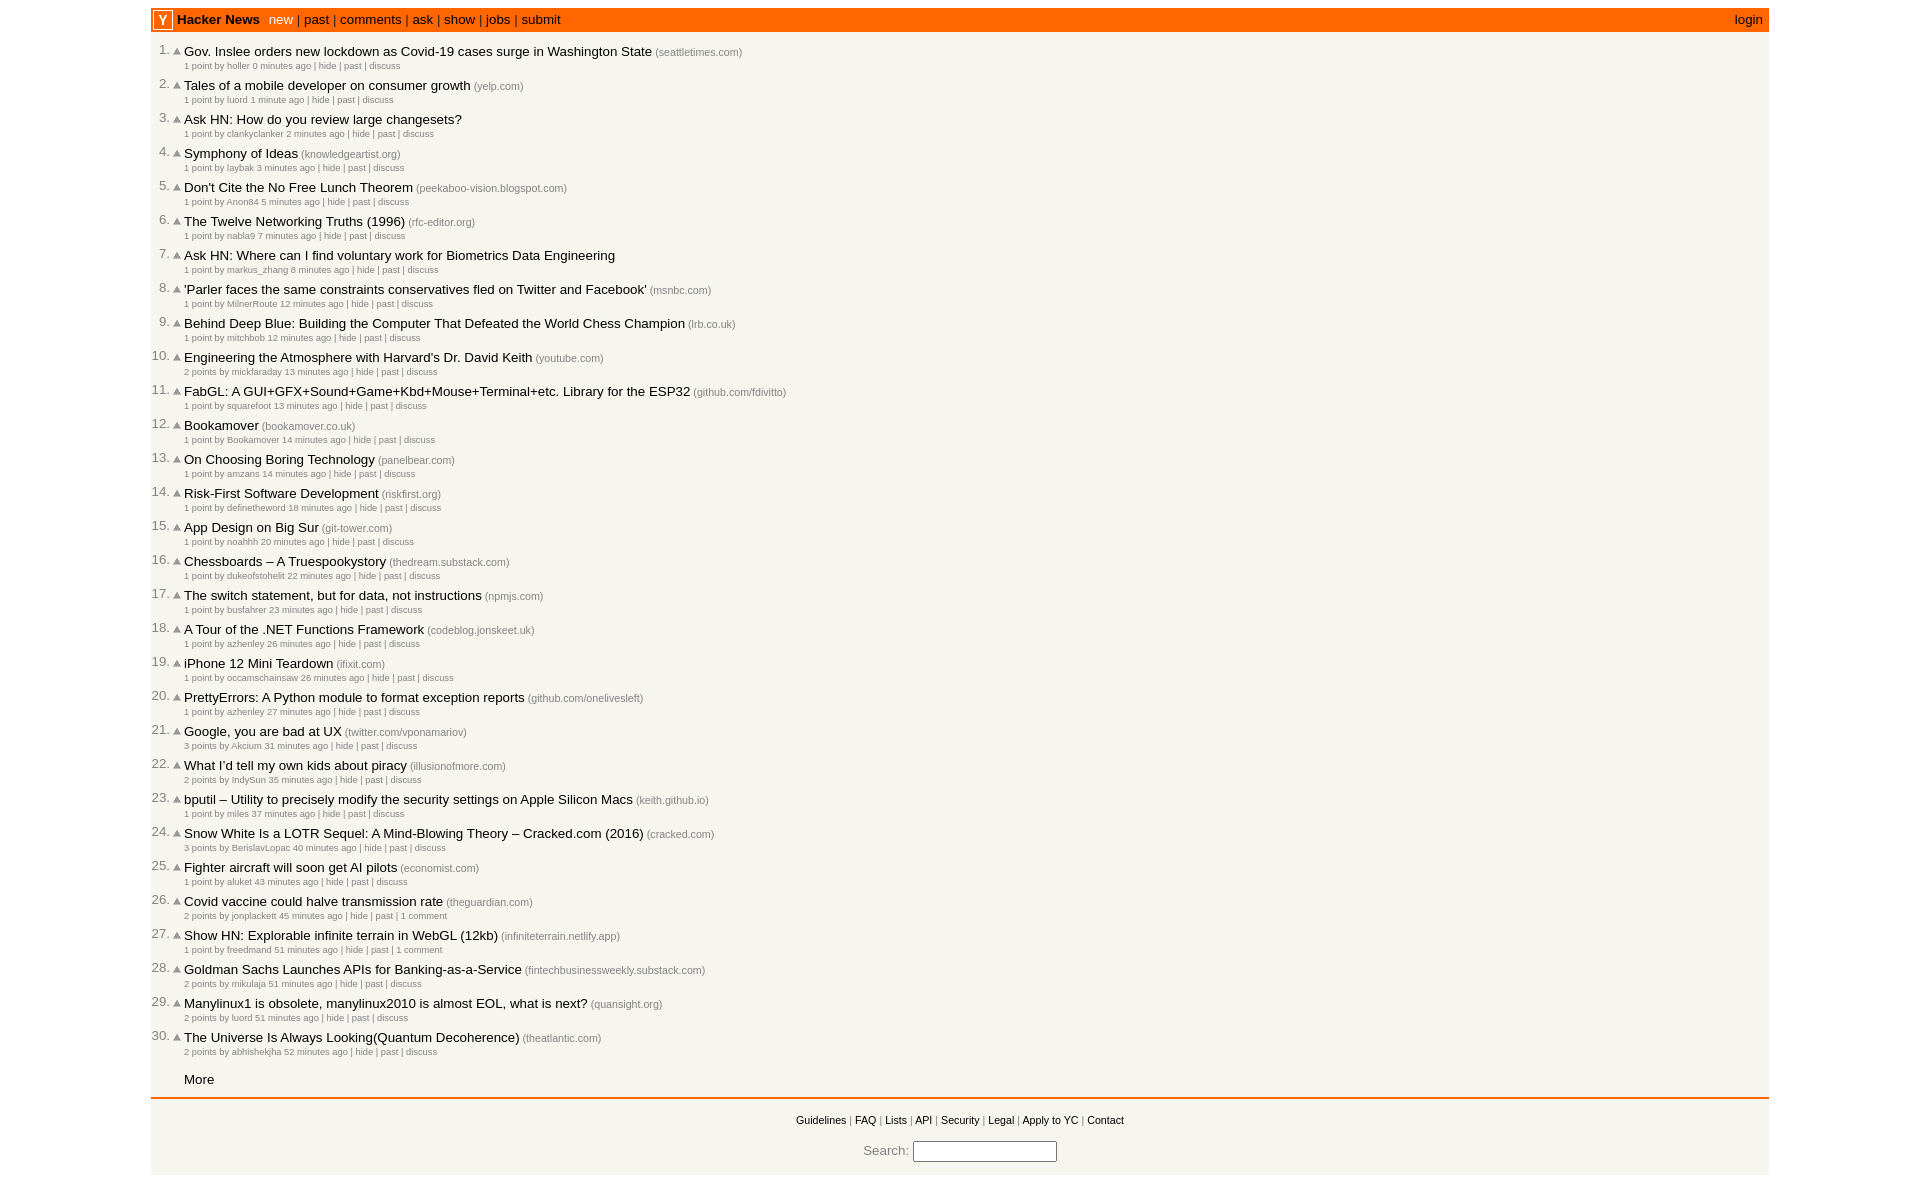 Y Hacker News new | past | comments | ask | show | jobs | submit login
1. Gov. Inslee orders new lockdown as Covid-19 cases surge in Washington State (seattletimes.com)
1 point by holler 0 minutes ago | hide | past | discuss
2. Tales of a mobile developer on consumer growth (yelp.com)
1 point by luord 1 minute ago | hide | past | discuss
3. Ask HN: How do you review large changesets?
1 point by clankyclanker 2 minutes ago | hide | past | discuss
4. Symphony of Ideas (knowledgeartist.org)
1 point by laybak 3 minutes ago | hide | past | discuss
5. Don't Cite the No Free Lunch Theorem (peekaboo-vision.blogspot.com)
1 point by Anon84 5 minutes ago | hide | past | discuss
6. The Twelve Networking Truths (1996) (rfc-editor.org)
1 point by nabla9 7 minutes ago | hide | past | discuss
7. Ask HN: Where can I find voluntary work for Biometrics Data Engineering
1 point by markus_zhang 8 minutes ago | hide | past | discuss
8. 'Parler faces the same constraints conservatives fled on Twitter and Facebook' (msnbc.com)
1 point by MilnerRoute 12 minutes ago | hide | past | discuss
9. Behind Deep Blue: Building the Computer That Defeated the World Chess Champion (lrb.co.uk)
1 point by mitchbob 12 minutes ago | hide | past | discuss
10. Engineering the Atmosphere with Harvard's Dr. David Keith (youtube.com)
2 points by mickfaraday 13 minutes ago | hide | past | discuss
11. FabGL: A GUI+GFX+Sound+Game+Kbd+Mouse+Terminal+etc. Library for the ESP32 (github.com/fdivitto)
1 point by squarefoot 13 minutes ago | hide | past | discuss
12. Bookamover (bookamover.co.uk)
1 point by Bookamover 14 minutes ago | hide | past | discuss
13. On Choosing Boring Technology (panelbear.com)
1 point by amzans 14 minutes ago | hide | past | discuss
14. Risk-First Software Development (riskfirst.org)
1 point by definetheword 18 minutes ago | hide | past | discuss
15. App Design on Big Sur (git-tower.com)
1 point by noahhh 20 minutes ago | hide | past | discuss
16. Chessboards – A Truespookystory (thedream.substack.com)
1 point by dukeofstohelit 22 minutes ago | hide | past | discuss
17. The switch statement, but for data, not instructions (npmjs.com)
1 point by busfahrer 23 minutes ago | hide | past | discuss
18. A Tour of the .NET Functions Framework (codeblog.jonskeet.uk)
1 point by azhenley 26 minutes ago | hide | past | discuss
19. iPhone 12 Mini Teardown (ifixit.com)
1 point by occamschainsaw 26 minutes ago | hide | past | discuss
20. PrettyErrors: A Python module to format exception reports (github.com/onelivesleft)
1 point by azhenley 27 minutes ago | hide | past | discuss
21. Google, you are bad at UX (twitter.com/vponamariov)
3 points by Akcium 31 minutes ago | hide | past | discuss
22. What I’d tell my own kids about piracy (illusionofmore.com)
2 points by IndySun 35 minutes ago | hide | past | discuss
23. bputil – Utility to precisely modify the security settings on Apple Silicon Macs (keith.github.io)
1 point by miles 37 minutes ago | hide | past | discuss
24. Snow White Is a LOTR Sequel: A Mind-Blowing Theory – Cracked.com (2016) (cracked.com)
3 points by BerislavLopac 40 minutes ago | hide | past | discuss
25. Fighter aircraft will soon get AI pilots (economist.com)
1 point by aluket 43 minutes ago | hide | past | discuss
26. Covid vaccine could halve transmission rate (theguardian.com)
2 points by jonplackett 45 minutes ago | hide | past | 1 comment
27. Show HN: Explorable infinite terrain in WebGL (12kb) (infiniteterrain.netlify.app)
1 point by freedmand 51 minutes ago | hide | past | 1 comment
28. Goldman Sachs Launches APIs for Banking-as-a-Service (fintechbusinessweekly.substack.com)
2 points by mikulaja 51 minutes ago | hide | past | discuss
29. Manylinux1 is obsolete, manylinux2010 is almost EOL, what is next? (quansight.org)
2 points by luord 51 minutes ago | hide | past | discuss
30. The Universe Is Always Looking(Quantum Decoherence) (theatlantic.com)
2 points by abhishekjha 52 minutes ago | hide | past | discuss
More
Guidelines | FAQ | Lists | API | Security | Legal | Apply to YC | Contact
Search: